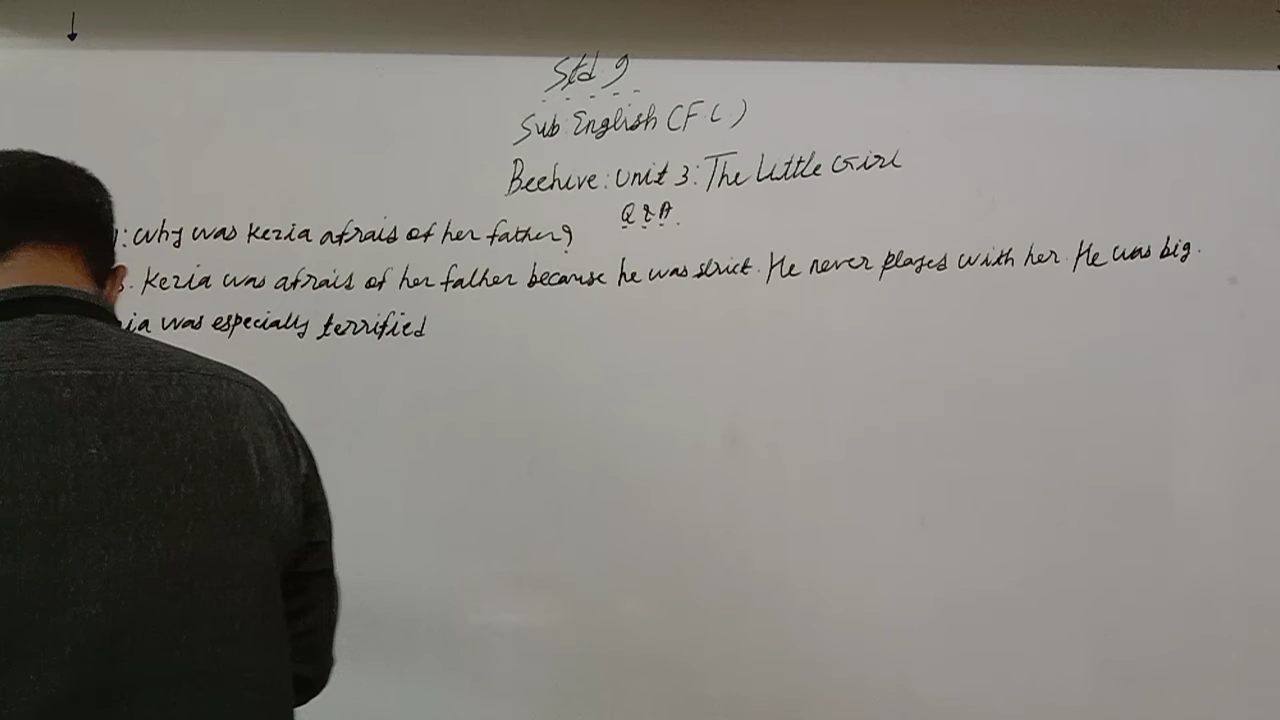 Std 9
Sub: English (F L)
Beehive: Unit 3: The Little Girl
Q & A.
: Why was Kezia afraid of her father?
s. Kezia was afraid of her father because he was strict. He never played with her. He was big.
ia was especially terrified